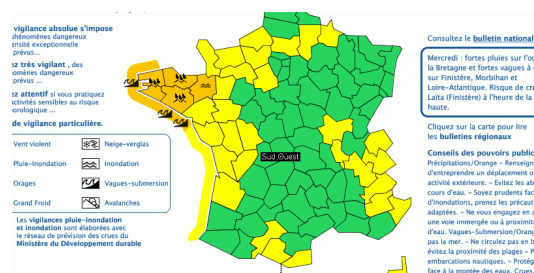 vigilance absolue s'impose
phénomènes dangereux
ensité exceptionnelle
prévus ...
ez très vigilant , des
omènes dangereux
prévus ...
ez attentif si vous pratiquez
activités sensibles au risque
orologique ...
de vigilance particulière.
Vent violent
Neige-verglas
Pluie-Inondation
Inondation
Orages
Vagues-submersion
Grand Froid
Avalanches
Les vigilances pluie-inondation
et inondation sont élaborées avec
le réseau de prévision des crues du
Ministère du Développement durable
Sud Ouest
Consultez le bulletin national
Mercredi : fortes pluies sur l'ou
la Bretagne et fortes vagues à l
sur Finistère, Morbihan et
Loire-Atlantique. Risque de cr
Laïta (Finistère) à l'heure de la
haute.
Cliquez sur la carte pour lire
les bulletins régionaux
Conseils des pouvoirs public
Précipitations/Orange - Renseign
d'entreprendre un déplacement o
activité extérieure. - Evitez les ab
cours d'eau. - Soyez prudents fac
d'inondations, prenez les précaut
adaptées. - Ne vous engagez en a
une voie immergée ou à proximit
d'eau. Vagues-Submersion/Orang
pas la mer. - Ne circulez pas en b
évitez la proximité des plages - P
embarcations nautiques. - Protég
face à la montée des eaux. Crues